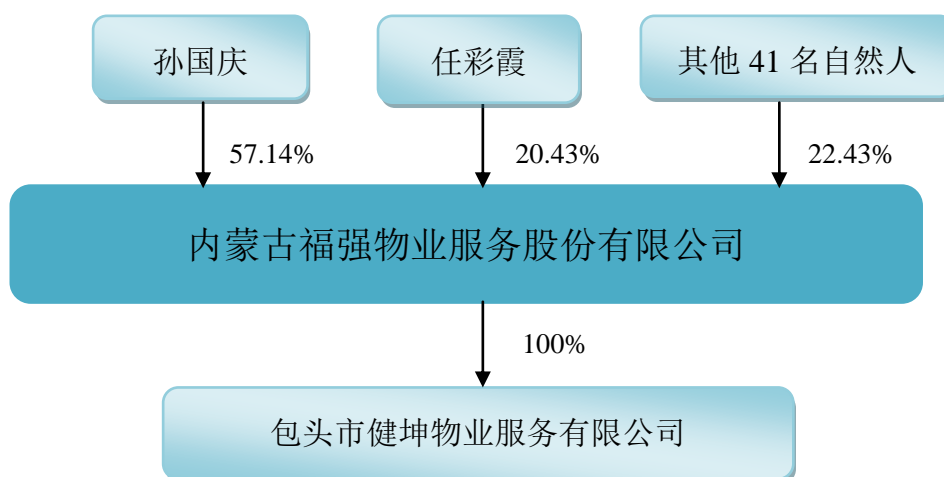 孙国庆
任彩霞
其他 41 名自然人
57.14%
20.43%
22.43%
内蒙古福强物业服务股份有限公司
100%
包头市健坤物业服务有限公司